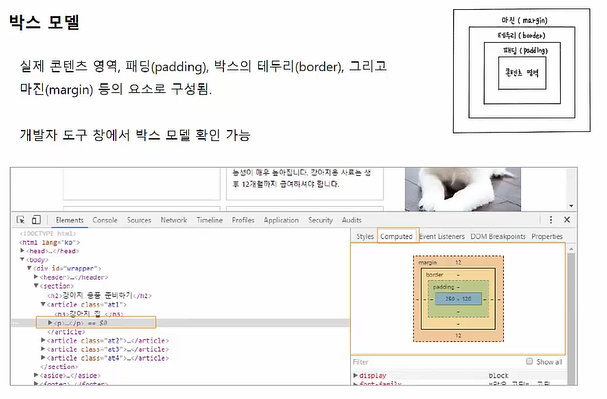 박스 모델
마진 ( margin)
테두리 ( border)
패딩 ( padding)
콘텐츠 영역
실제 콘텐츠 영역, 패딩(padding), 박스의 테두리(border), 그리고
마진(margin) 등의 요소로 구성됨.
개발자 도구 창에서 박스 모델 확인 가능
능성이 매우 높아집니다. 강아지용 사료는 생
후 12개월까지 급여하셔야 합니다.
Elements Console Sources Network Timeline Profiles Application Security Audits
<!DOCTYPE html>
<html lang="ko">
<head>…</head>
<body>
<div id="wrapper">
<header>…</header>
<section>
<h2>강아지 용품 준비하기</h2>
<article class="at1">
<h3>강아지 집 </h3>
<p>…</p> == $0
</article>
<article class="at2">…</article>
<article class="at3">…</article>
<article class="at4">…</article>
</section>
<aside>…</aside>
<footer>…</footer>
Styles Computed Event Listeners DOM Breakpoints Properties
margin 12
border –
padding –
12
Filter Show all
display block
font-family